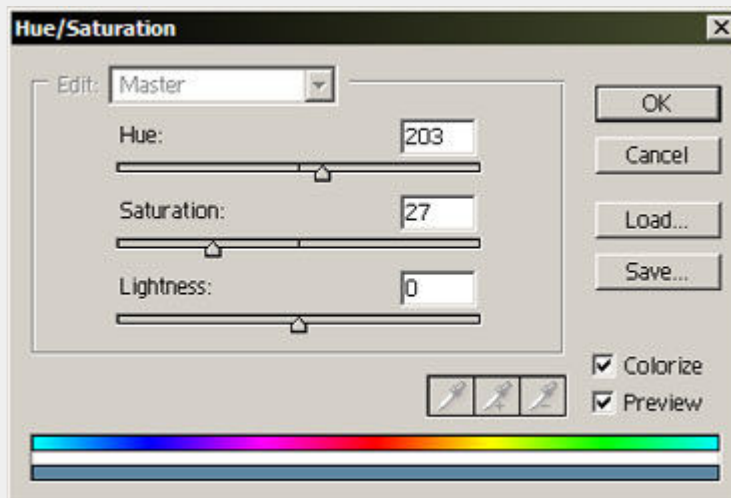 Hue/Saturation
Edit: Master
OK
Hue: 203
Cancel
Saturation: 27
Load...
Save...
Lightness: 0
Colorize
Preview